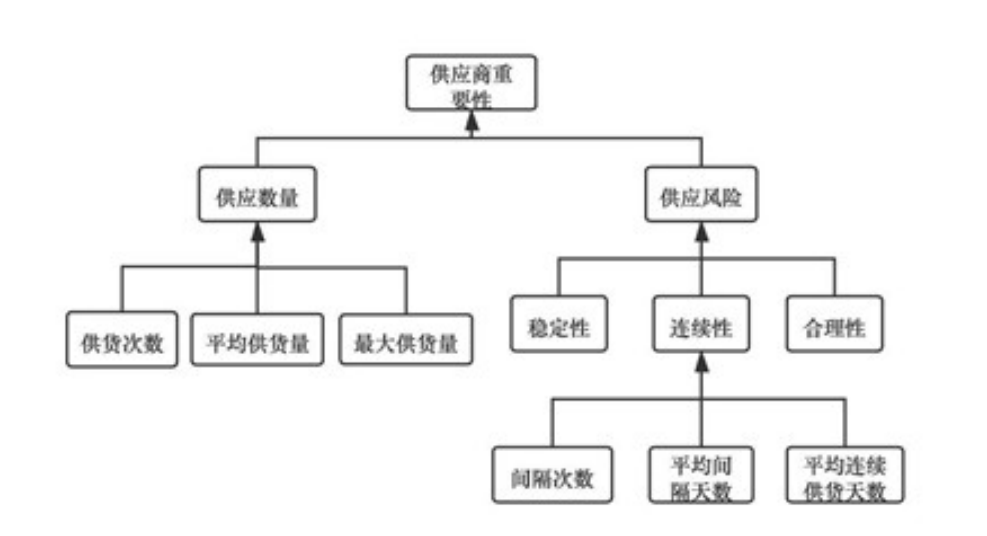 供应商重
要性
供应数量
供应风险
供货次数
平均供货量
最大供货量
稳定性
连续性
合理性
间隔次数
平均间
隔天数
平均连续
供货天数